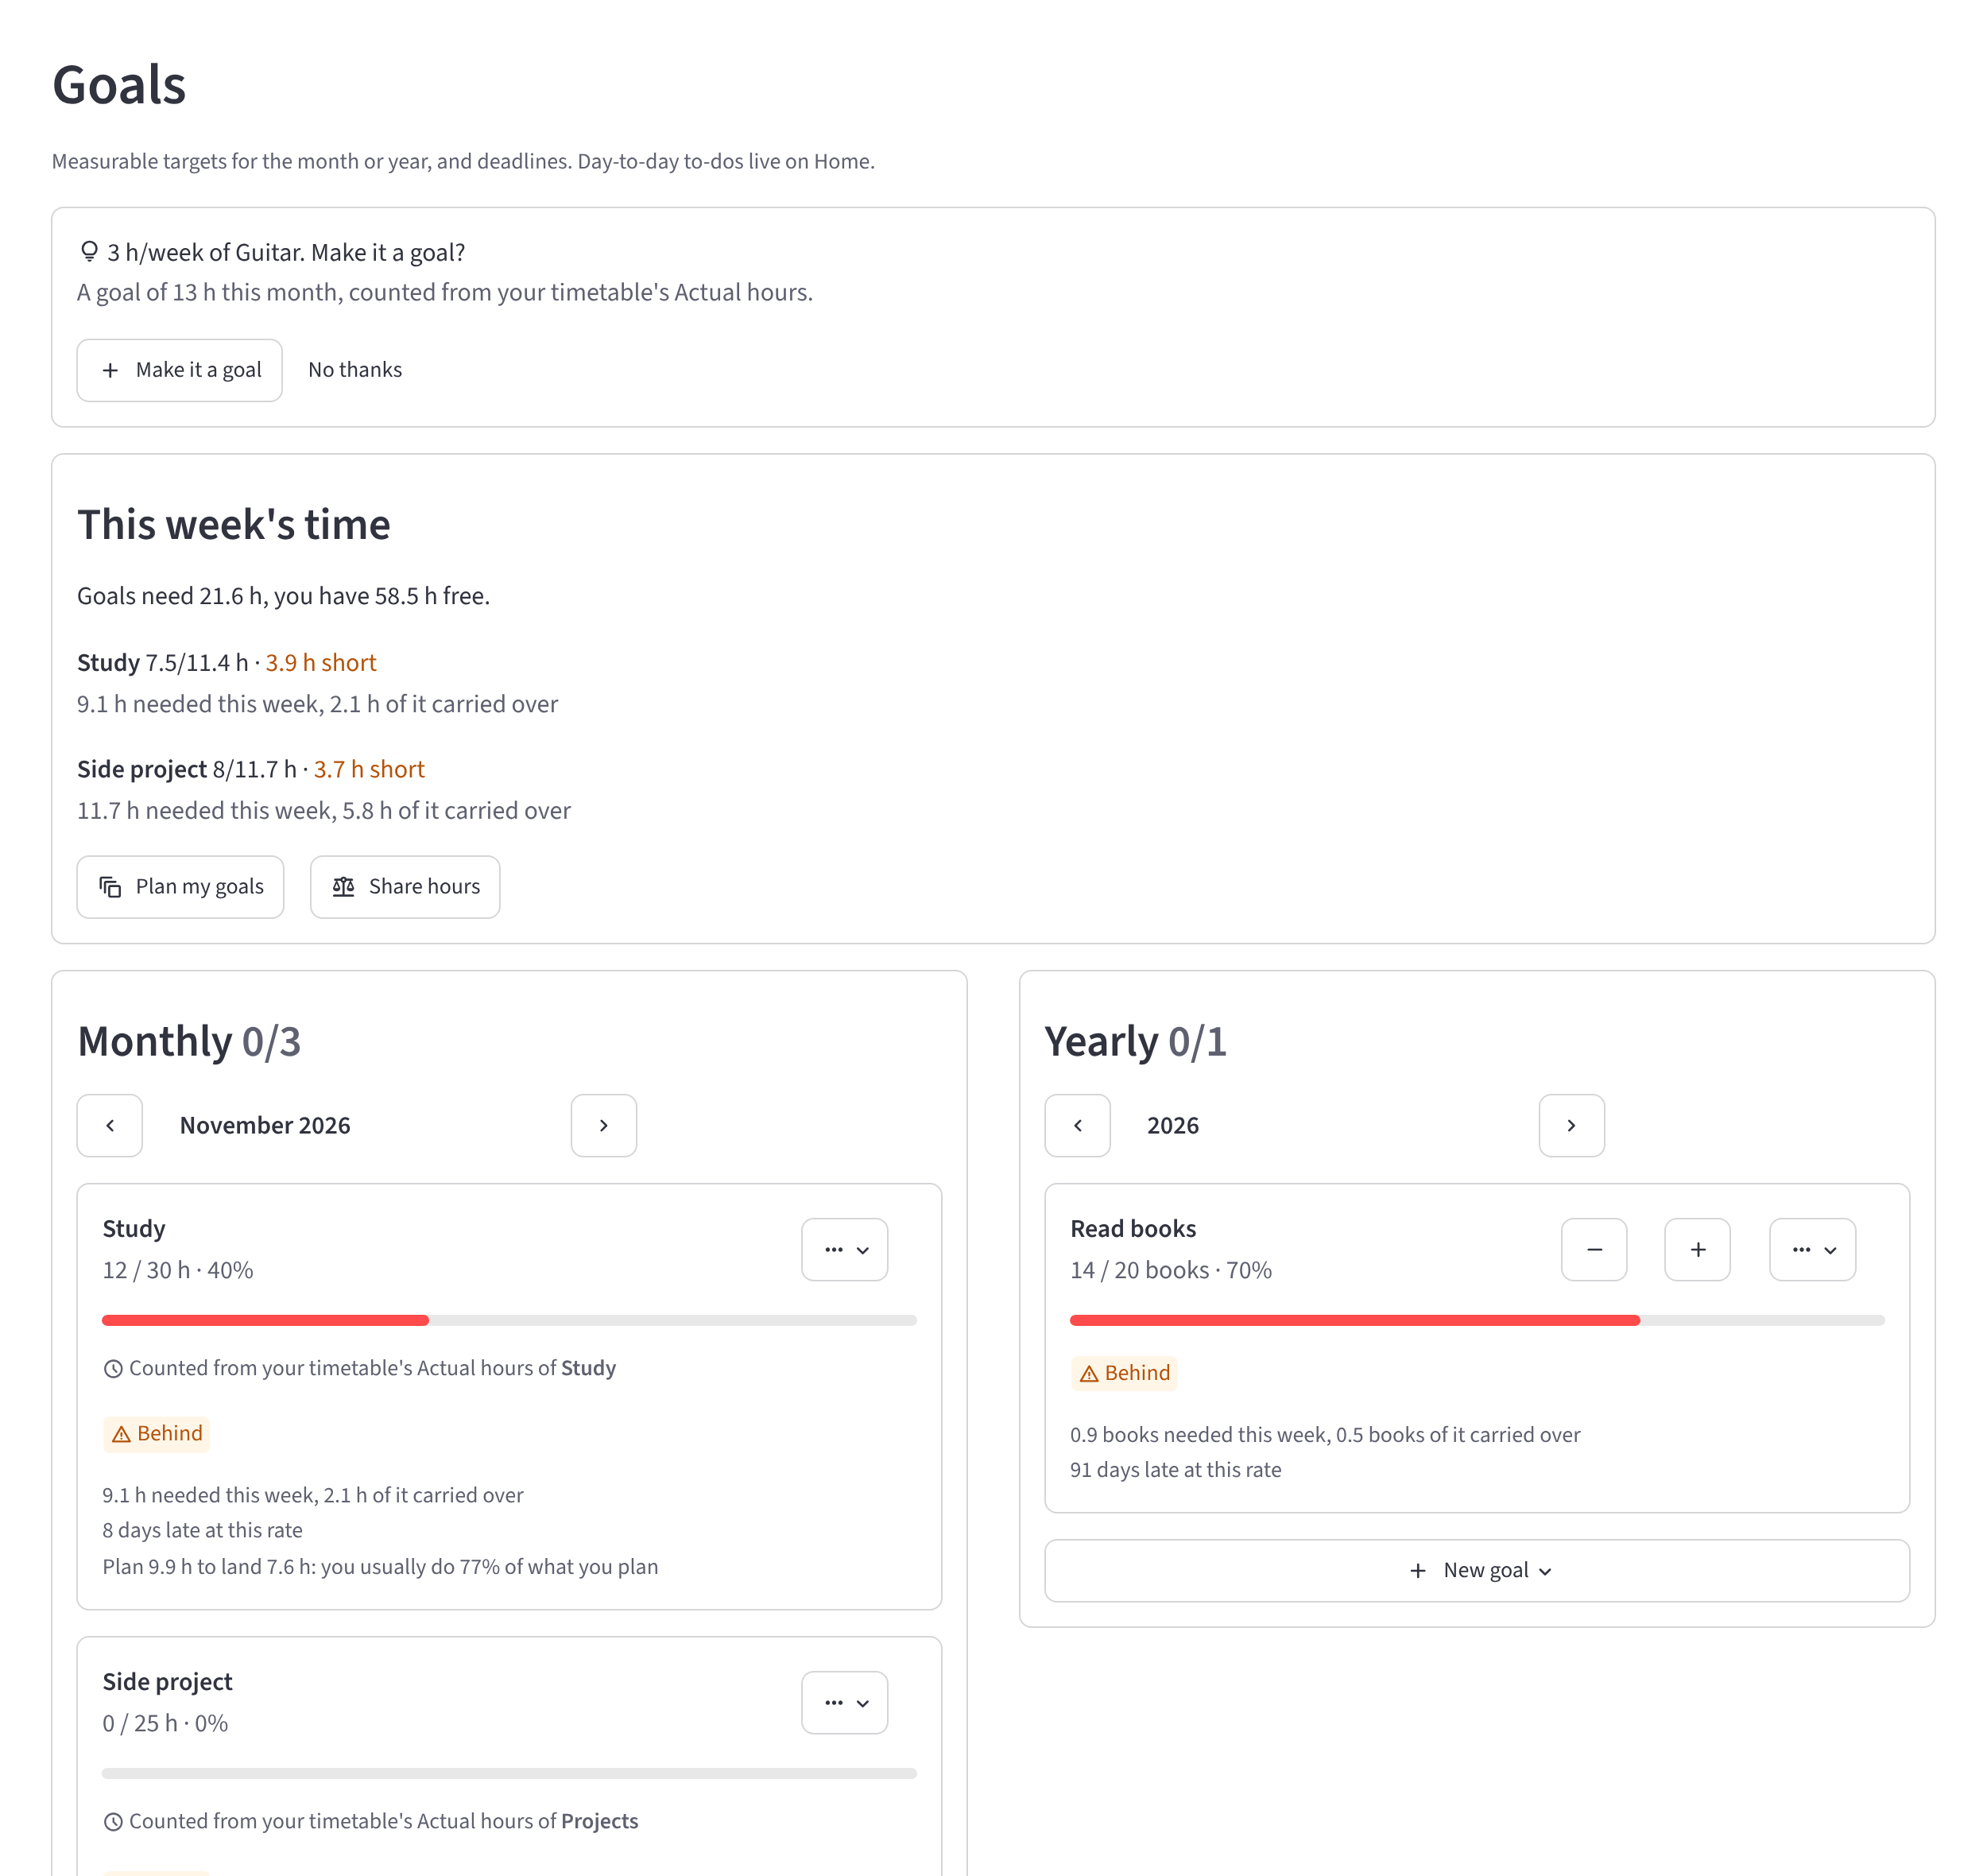 Goals
Measurable targets for the month or year, and deadlines. Day-to-day to-dos live on Home.
3 h/week of Guitar. Make it a goal?
A goal of 13 h this month, counted from your timetable's Actual hours.
Make it a goal
No thanks
This week's time
Goals need 21.6 h, you have 58.5 h free.
Study 7.5/11.4 h · 3.9 h short
9.1 h needed this week, 2.1 h of it carried over
Side project 8/11.7 h · 3.7 h short
11.7 h needed this week, 5.8 h of it carried over
Plan my goals
Share hours
Monthly 0/3
November 2026
Study
12 / 30 h · 40%
Counted from your timetable's Actual hours of Study
Behind
9.1 h needed this week, 2.1 h of it carried over
8 days late at this rate
Plan 9.9 h to land 7.6 h: you usually do 77% of what you plan
Side project
0 / 25 h · 0%
Counted from your timetable's Actual hours of Projects
Yearly 0/1
2026
Read books
14 / 20 books · 70%
Behind
0.9 books needed this week, 0.5 books of it carried over
91 days late at this rate
New goal